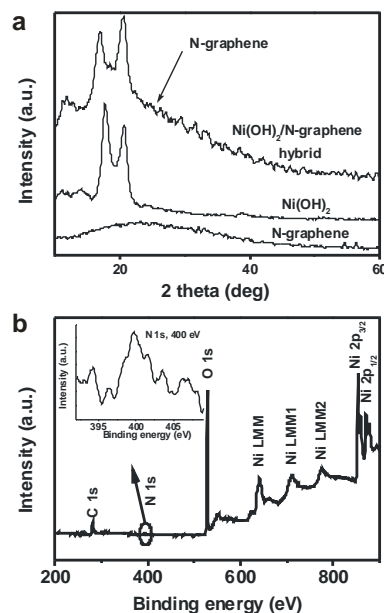 a
N-graphene
Ni(OH)2/N-graphene
hybrid
Ni(OH)2
N-graphene
Intensity (a.u.)
20 40 60
2 theta (deg)
b
N 1s, 400 eV
Intensity (a.u.)
395 400 405
Binding energy (eV)
C 1s
N 1s
O 1s
Ni LMM
Ni LMM1
Ni LMM2
Ni 2p3/2
Ni 2p1/2
Intensity (a.u.)
200 400 600 800
Binding energy (eV)